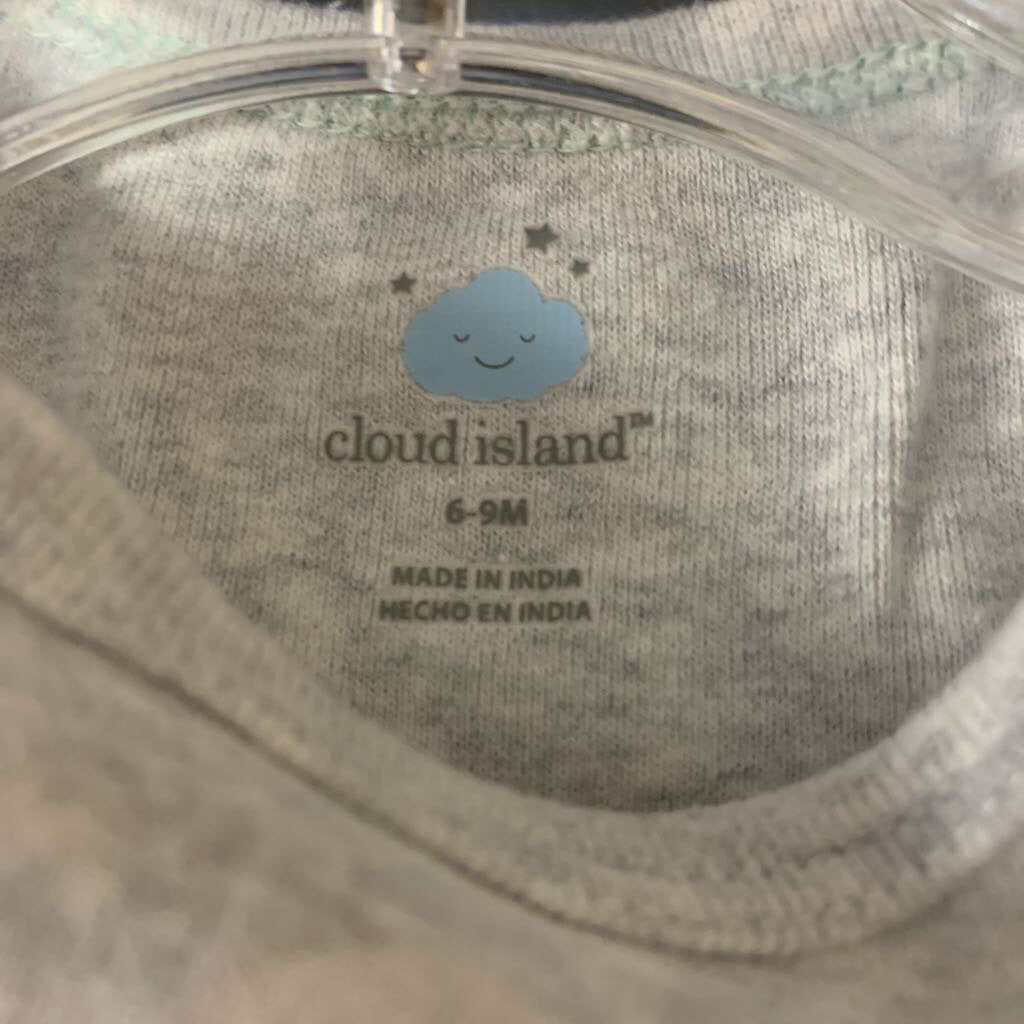 cloud island™
6-9M
MADE IN INDIA
HECHO EN INDIA